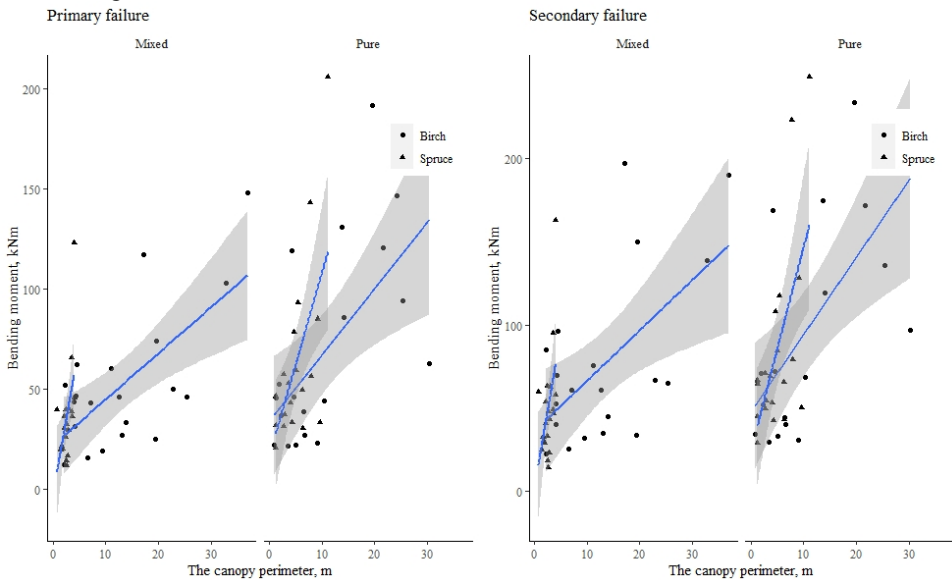 Primary failure
Mixed
Pure
Bending moment, kNm
200
150
100
50
0
Birch
Spruce
0
10
20
30
0
10
20
30
The canopy perimeter, m
Secondary failure
Mixed
Pure
Bending moment, kNm
200
100
0
Birch
Spruce
0
10
20
30
0
10
20
30
The canopy perimeter, m